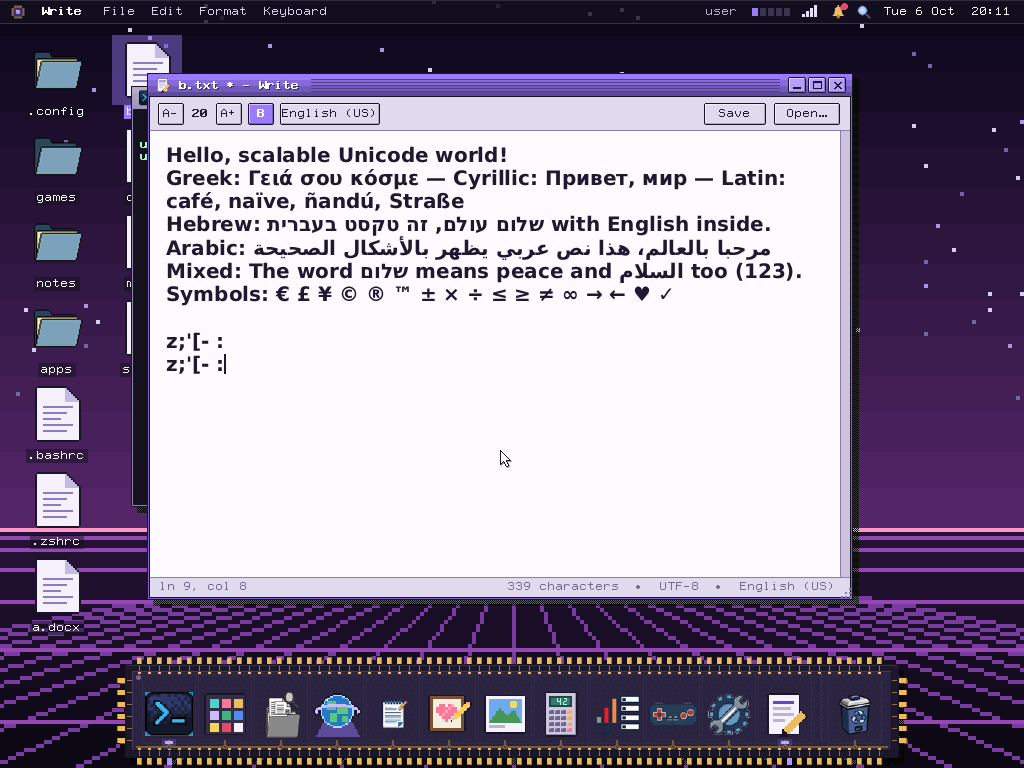 Write File Edit Format Keyboard user Tue 6 Oct 20:11
b.txt * - Write
A- 20 A+ B English (US) Save Open…
Hello, scalable Unicode world!
Greek: Γειά σου κόσμε — Cyrillic: Привет, мир — Latin:
café, naïve, ñandú, Straße
Hebrew: שלום עולם, זה טקסט בעברית with English inside.
Arabic: مرحبا بالعالم، هذا نص عربي يظهر بالأشكال الصحيحة
Mixed: The word שלום means peace and السلام too (123).
Symbols: € £ ¥ © ® ™ ± × ÷ ≤ ≥ ≠ ∞ → ← ♥ ✓
z;'[- :
z;'[- :
ln 9, col 8 339 characters • UTF-8 • English (US)
.config
games
notes
apps
.bashrc
.zshrc
a.docx
42